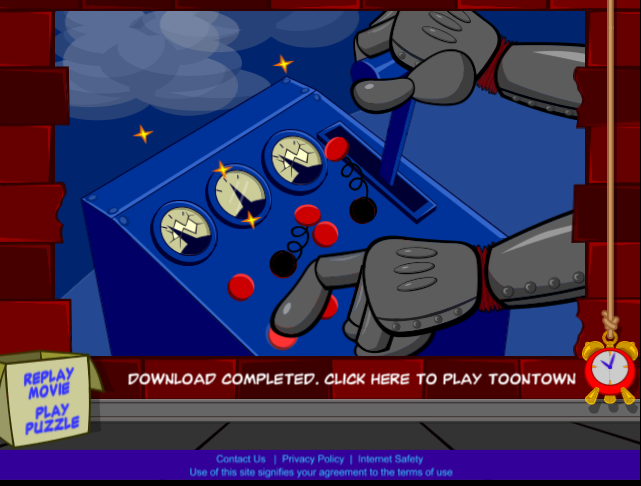 REPLAY
MOVIE
PLAY
PUZZLE
DOWNLOAD COMPLETED. CLICK HERE TO PLAY TOONTOWN
Contact Us | Privacy Policy | Internet Safety
Use of this site signifies your agreement to the terms of use